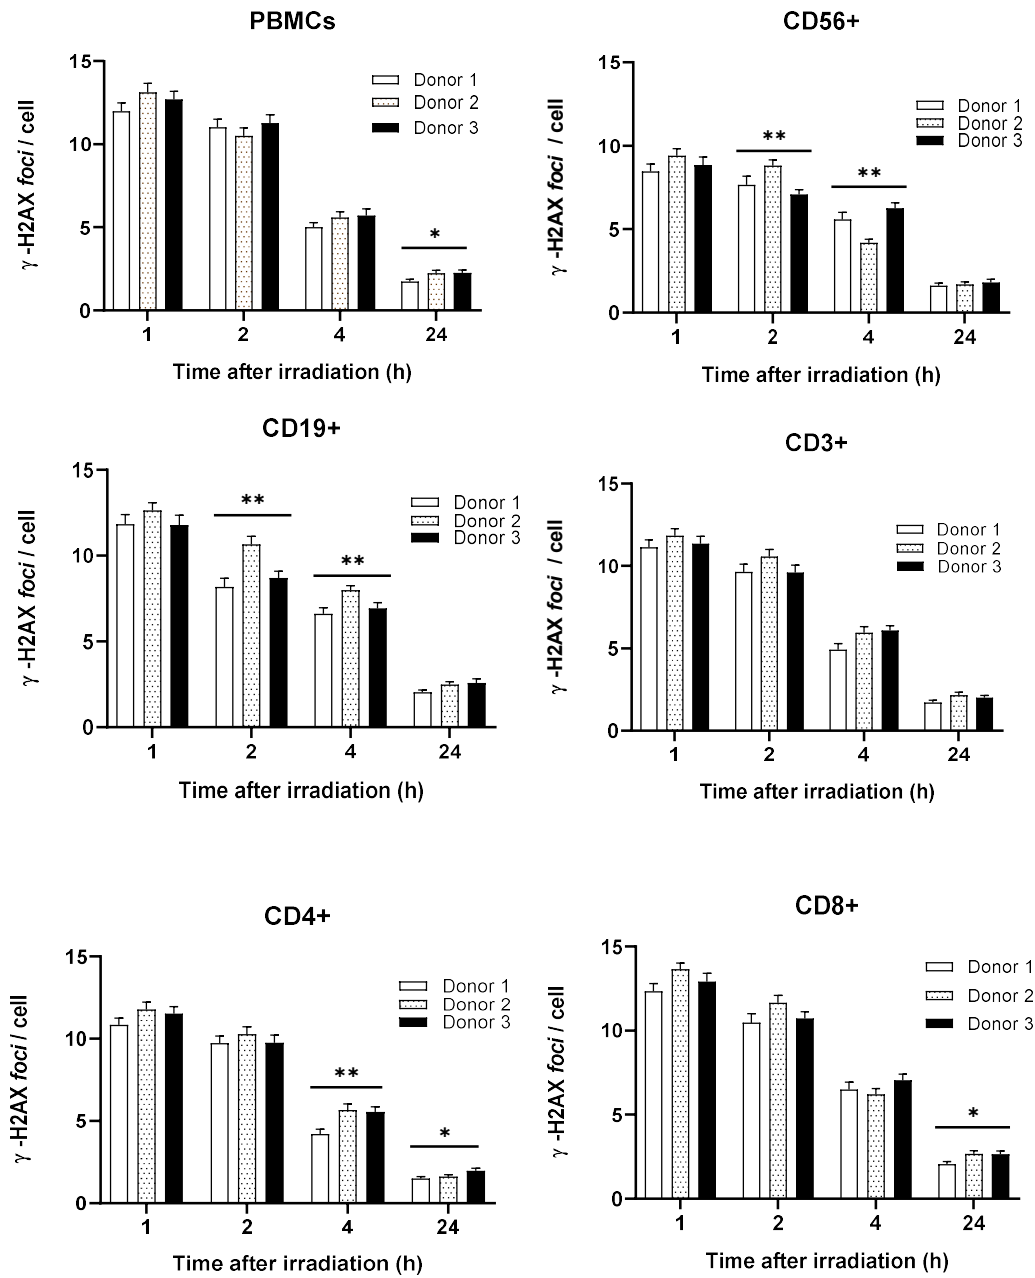 PBMCs
15
10
5
0
γ -H2AX foci / cell
Donor 1
Donor 2
Donor 3
*
1 2 4 24
Time after irradiation (h)
CD56+
15
10
5
0
γ -H2AX foci / cell
Donor 1
Donor 2
Donor 3
**
**
1 2 4 24
Time after irradiation (h)
CD19+
15
10
5
0
γ -H2AX foci / cell
Donor 1
Donor 2
Donor 3
**
**
1 2 4 24
Time after irradiation (h)
CD3+
15
10
5
0
γ -H2AX foci / cell
Donor 1
Donor 2
Donor 3
1 2 4 24
Time after irradiation (h)
CD4+
15
10
5
0
γ -H2AX foci / cell
Donor 1
Donor 2
Donor 3
**
*
1 2 4 24
Time after irradiation (h)
CD8+
15
10
5
0
γ -H2AX foci / cell
Donor 1
Donor 2
Donor 3
*
1 2 4 24
Time after irradiation (h)